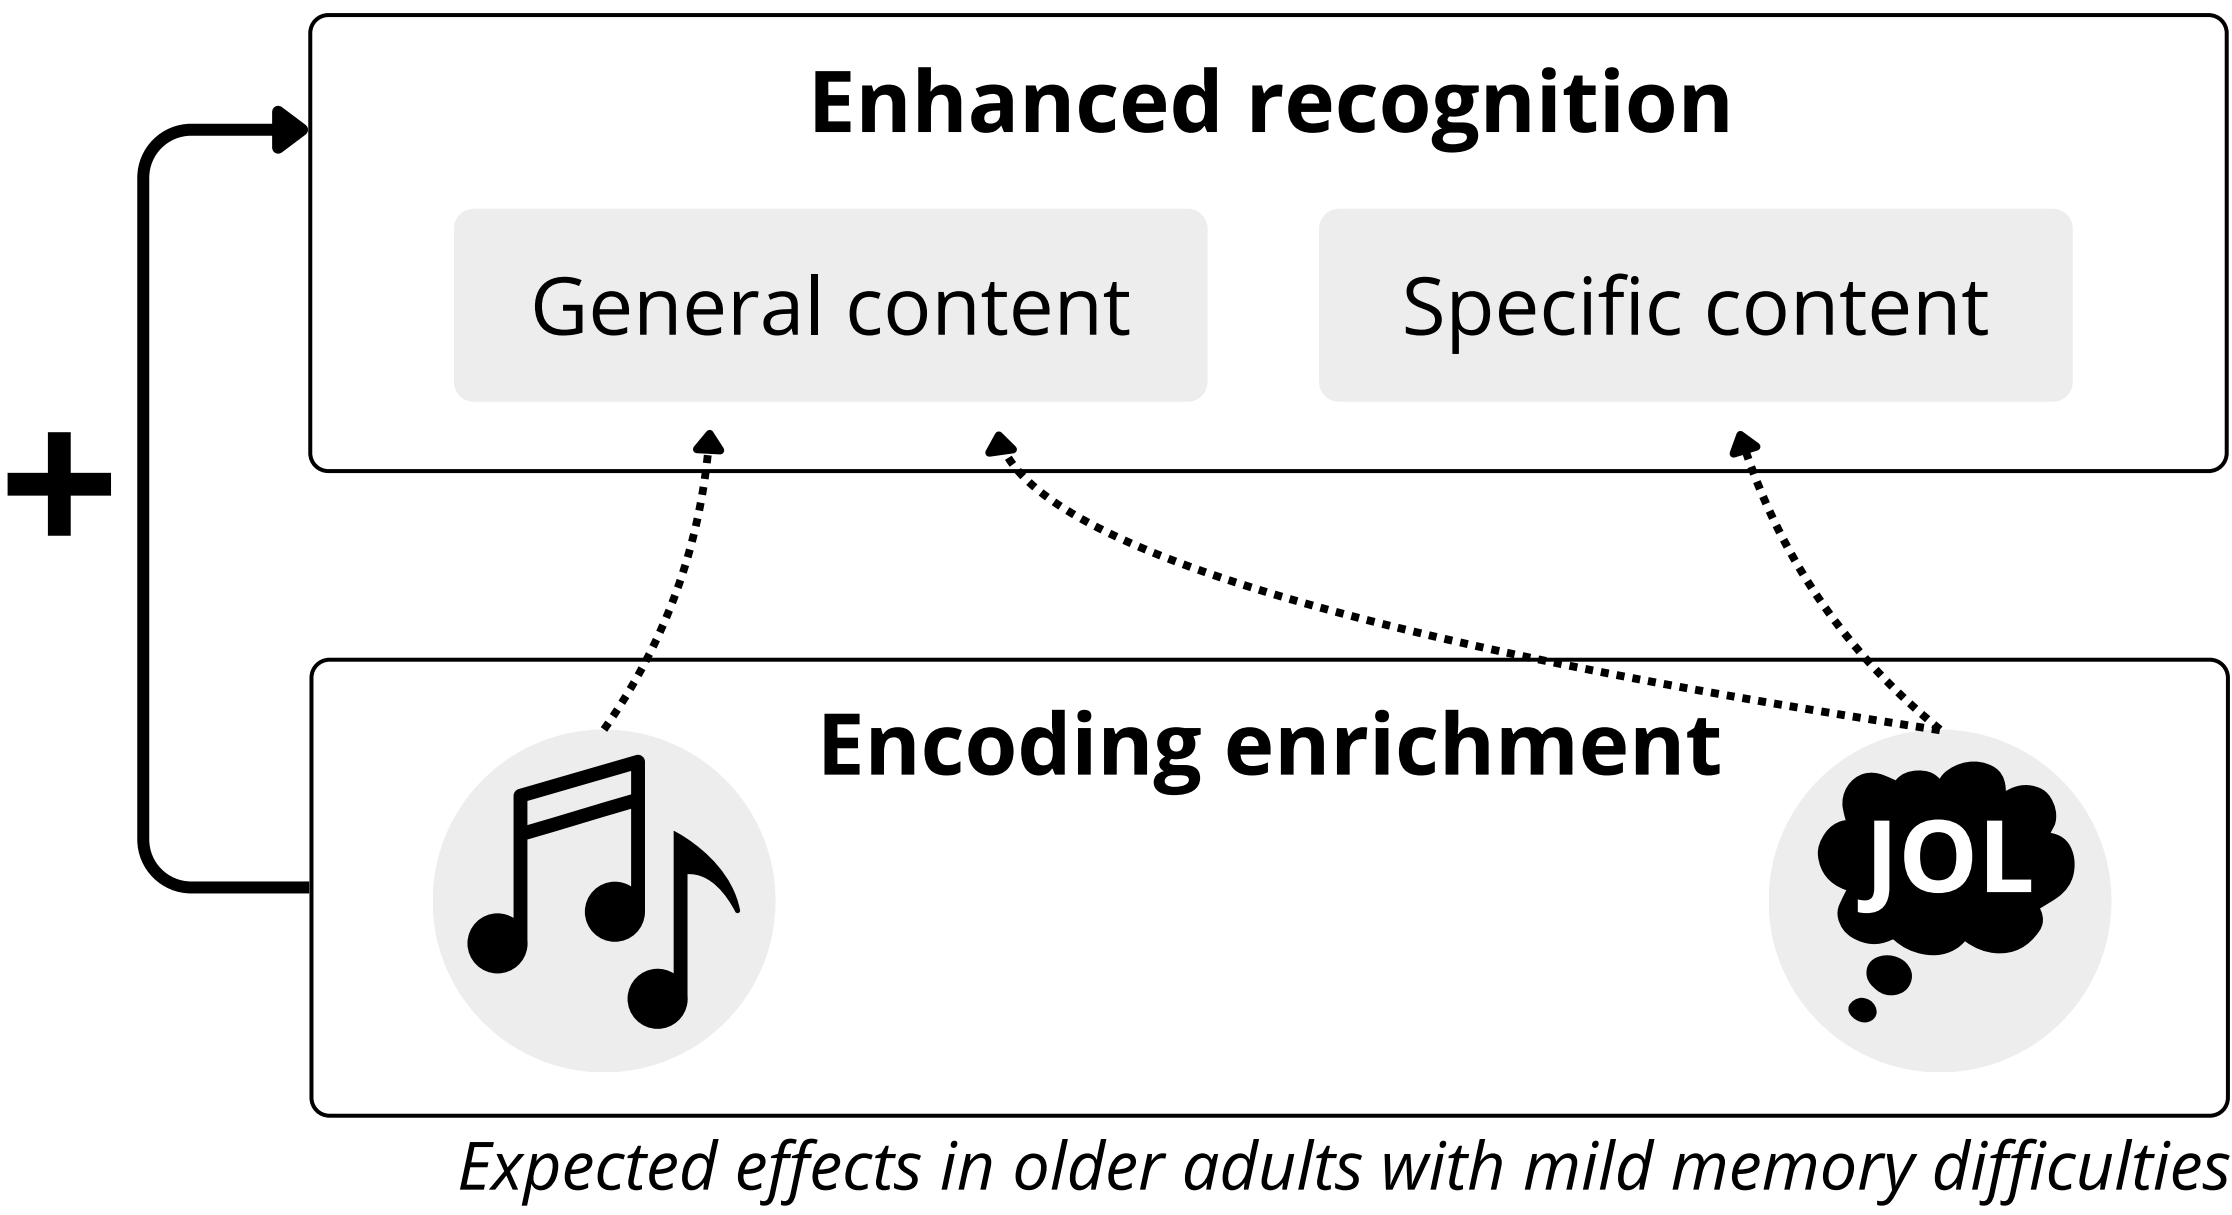 Enhanced recognition
General content
Specific content
+
Encoding enrichment
JOL
Expected effects in older adults with mild memory difficulties